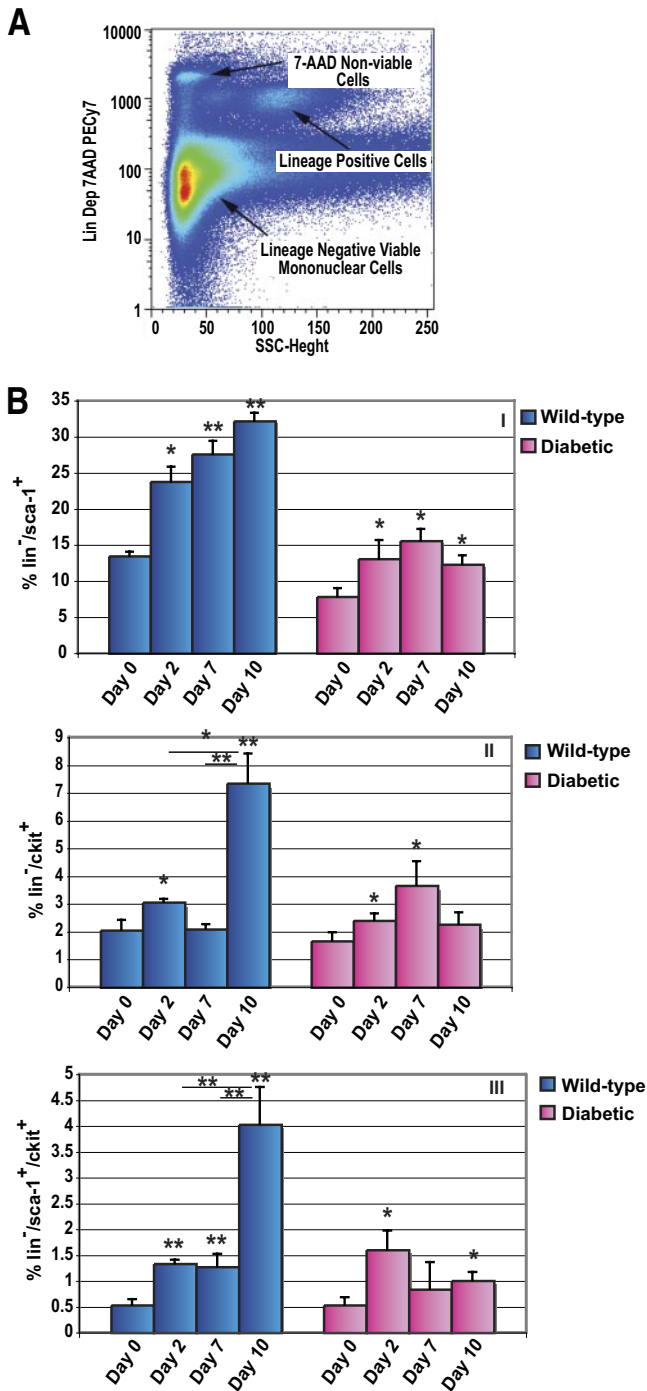 A
10000
1000
100
10
1
Lin Dep 7AAD PECy7
7-AAD Non-viable
Cells
Lineage Positive Cells
Lineage Negative Viable
Mononuclear Cells
0 50 100 150 200 250
SSC-Heght
B
35
30
25
20
15
10
5
0
% lin-/sca-1+
* ** ** * * *
I
Wild-type
Diabetic
Day 0 Day 2 Day 7 Day 10 Day 0 Day 2 Day 7 Day 10
9
8
7
6
5
4
3
2
1
0
% lin-/ckit+
* ** ** * * *
II
Wild-type
Diabetic
Day 0 Day 2 Day 7 Day 10 Day 0 Day 2 Day 7 Day 10
5
4.5
4
3.5
3
2.5
2
1.5
1
0.5
0
% lin-/sca-1+/ckit+
** ** ** ** ** * *
III
Wild-type
Diabetic
Day 0 Day 2 Day 7 Day 10 Day 0 Day 2 Day 7 Day 10